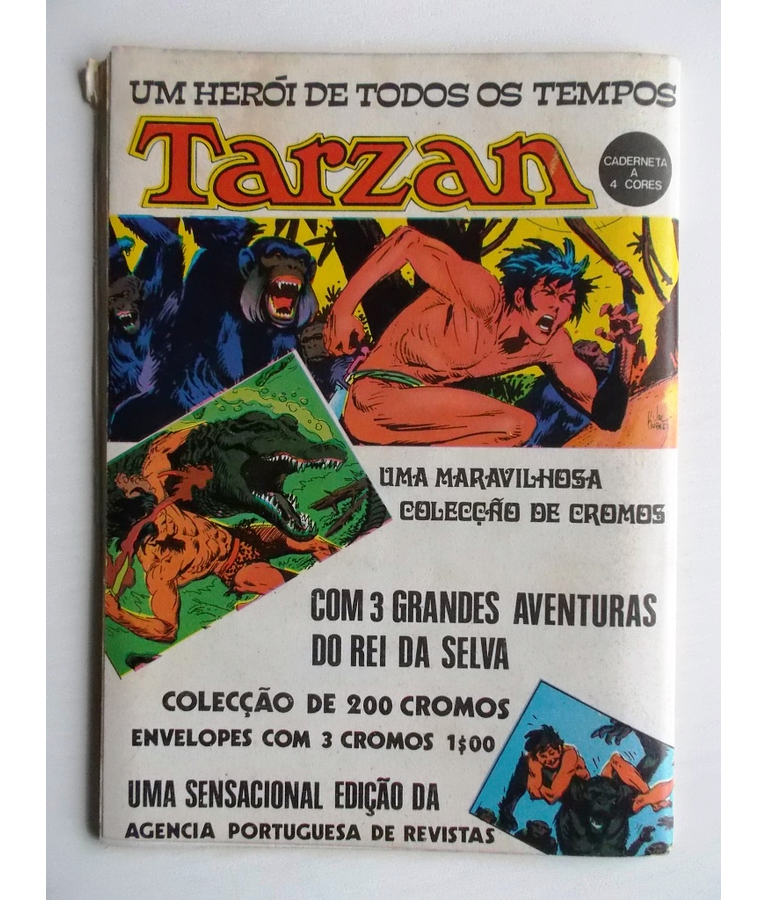 UM HERÓI DE TODOS OS TEMPOS
Tarzan
CADERNETA
A
4 CORES
UMA MARAVILHOSA
COLECÇÃO DE CROMOS
COM 3 GRANDES AVENTURAS
DO REI DA SELVA
COLECÇÃO DE 200 CROMOS
ENVELOPES COM 3 CROMOS 1$00
UMA SENSACIONAL EDIÇÃO DA
AGENCIA PORTUGUESA DE REVISTAS